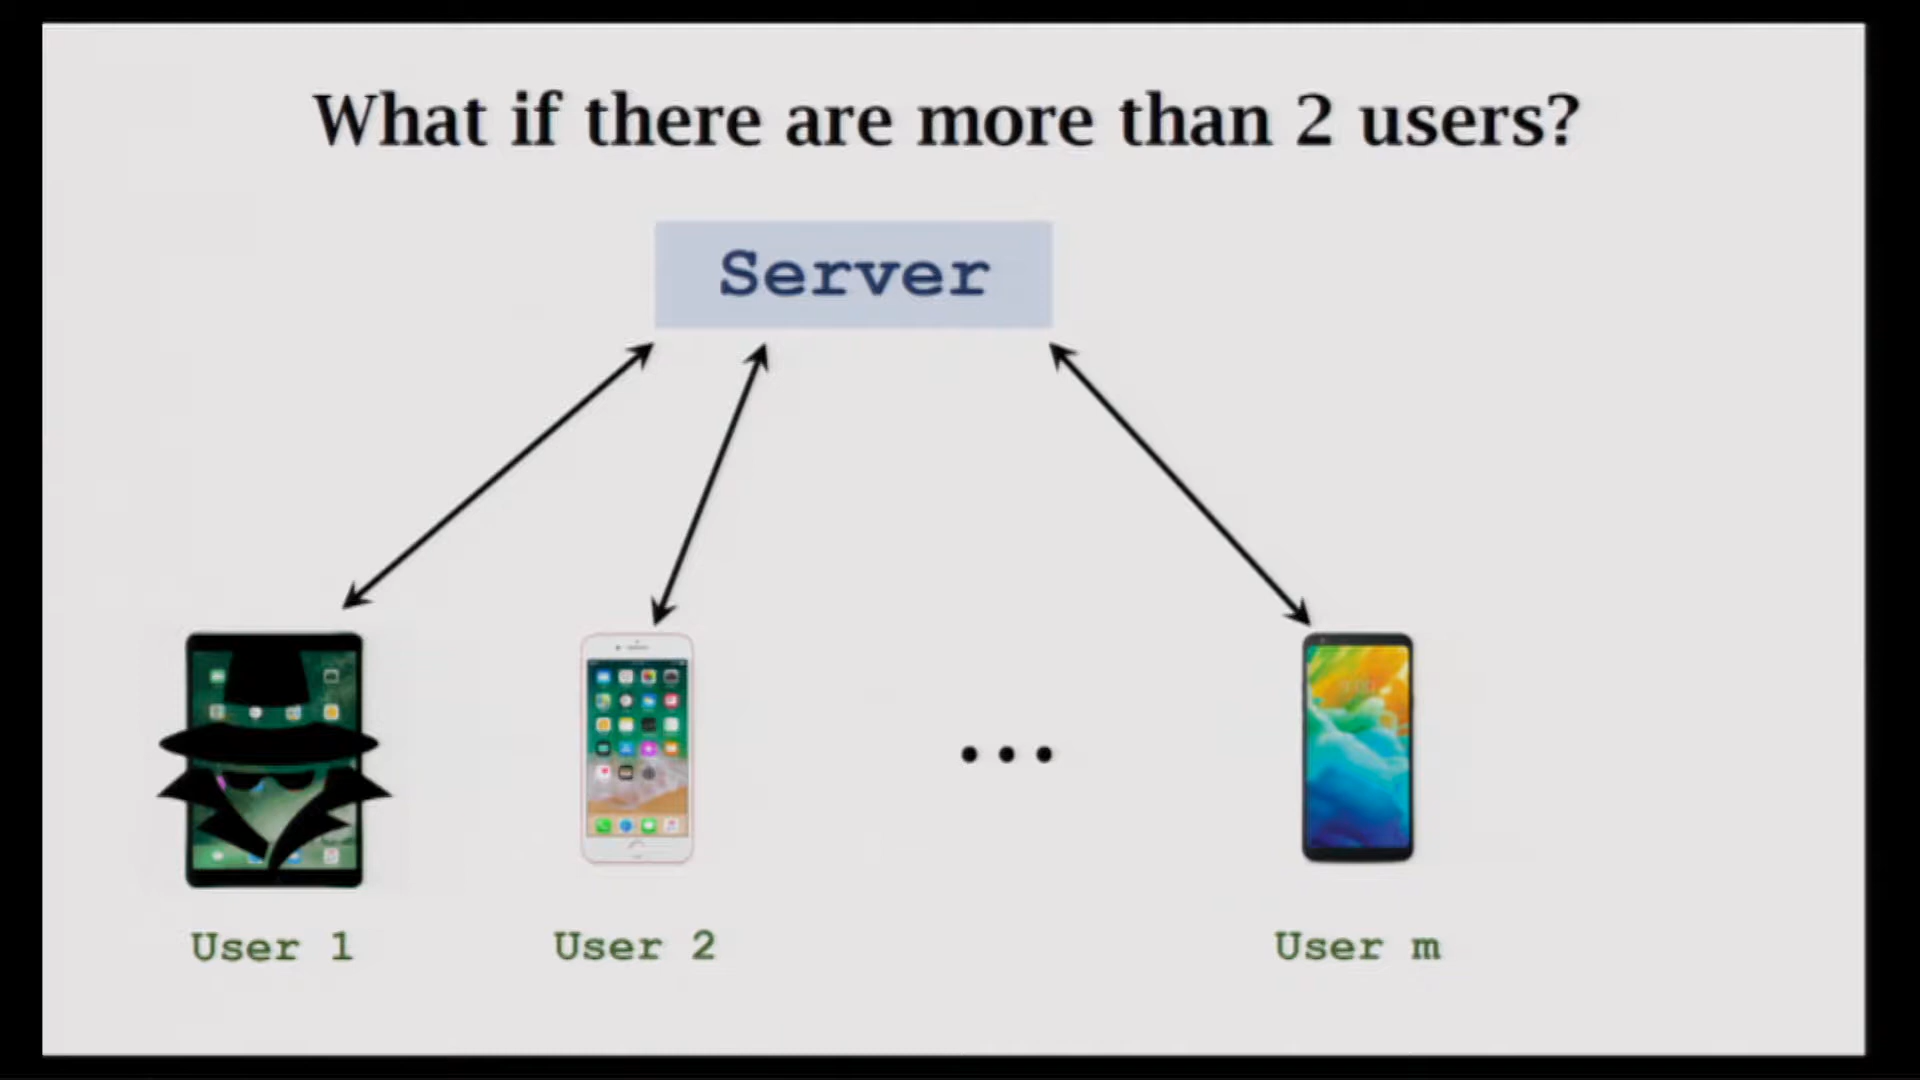 What if there are more than 2 users?
Server
User 1
User 2
User m